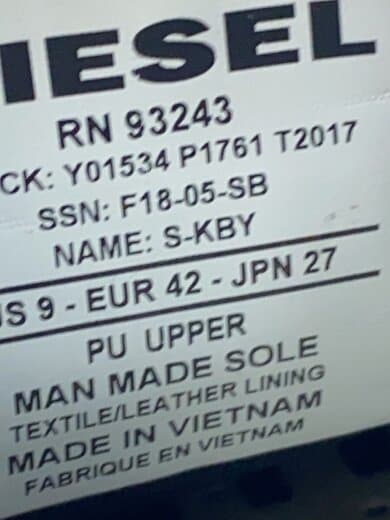 IESEL
RN 93243
CK: Y01534 P1761 T2017
SSN: F18-05-SB
NAME: S-KBY
US 9 - EUR 42 - JPN 27
PU UPPER
MAN MADE SOLE
TEXTILE/LEATHER LINING
MADE IN VIETNAM
FABRIQUE EN VIETNAM